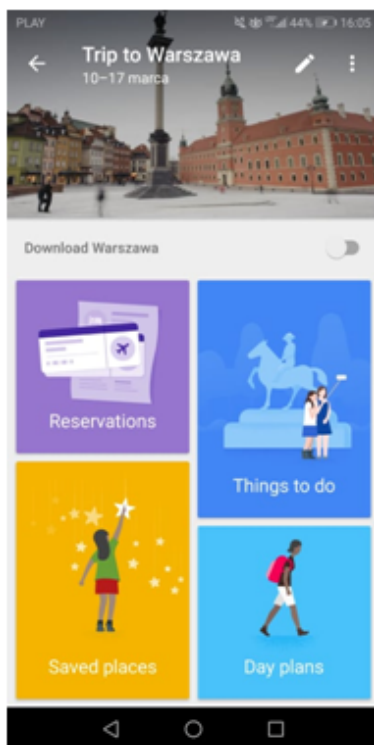 PLAY 44% 16:05
Trip to Warszawa
10–17 marca
Download Warszawa
Reservations
Things to do
Saved places
Day plans